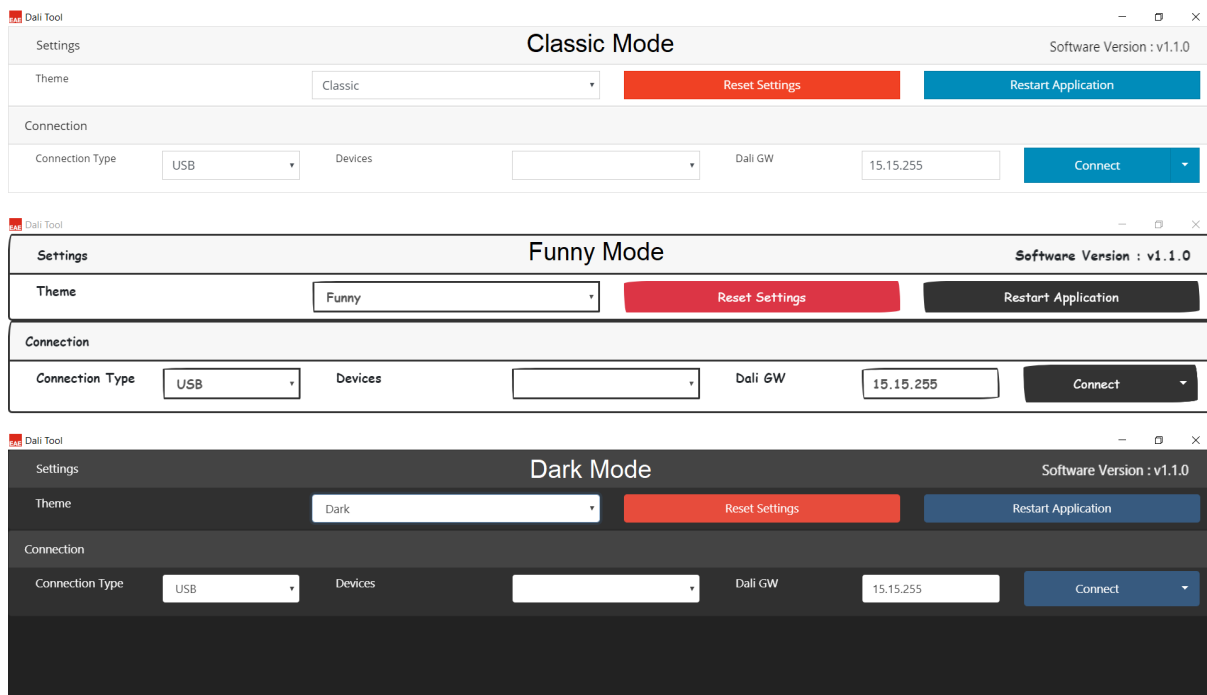 EAE Dali Tool
Settings Classic Mode Software Version : v1.1.0
Theme Classic Reset Settings Restart Application
Connection
Connection Type USB Devices Dali GW 15.15.255 Connect
EAE Dali Tool
Settings Funny Mode Software Version : v1.1.0
Theme Funny Reset Settings Restart Application
Connection
Connection Type USB Devices Dali GW 15.15.255 Connect
EAE Dali Tool
Settings Dark Mode Software Version : v1.1.0
Theme Dark Reset Settings Restart Application
Connection
Connection Type USB Devices Dali GW 15.15.255 Connect